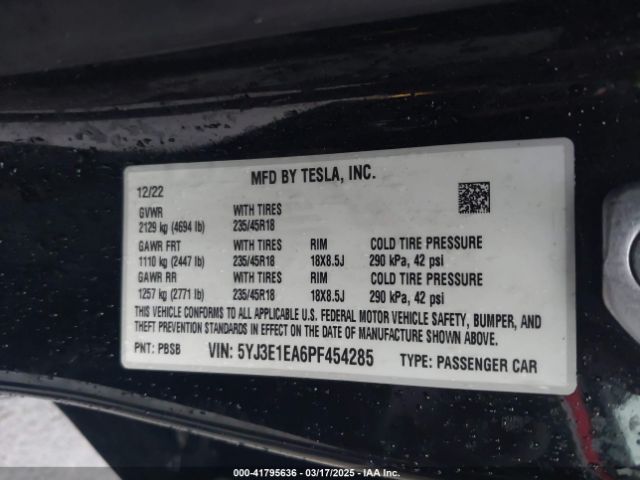 MFD BY TESLA, INC.
12/22
GVWR WITH TIRES
2129 kg (4694 lb) 235/45R18
GAWR FRT WITH TIRES RIM COLD TIRE PRESSURE
1110 kg (2447 lb) 235/45R18 18X8.5J 290 kPa, 42 psi
GAWR RR WITH TIRES RIM COLD TIRE PRESSURE
1257 kg (2771 lb) 235/45R18 18X8.5J 290 kPa, 42 psi
THIS VEHICLE CONFORMS TO ALL APPLICABLE U.S. FEDERAL MOTOR VEHICLE SAFETY, BUMPER, AND
THEFT PREVENTION STANDARDS IN EFFECT ON THE DATE OF MANUFACTURE SHOWN ABOVE.
PNT: PBSB VIN: 5YJ3E1EA6PF454285 TYPE: PASSENGER CAR
000-41795636 - 03/17/2025 - IAA Inc.